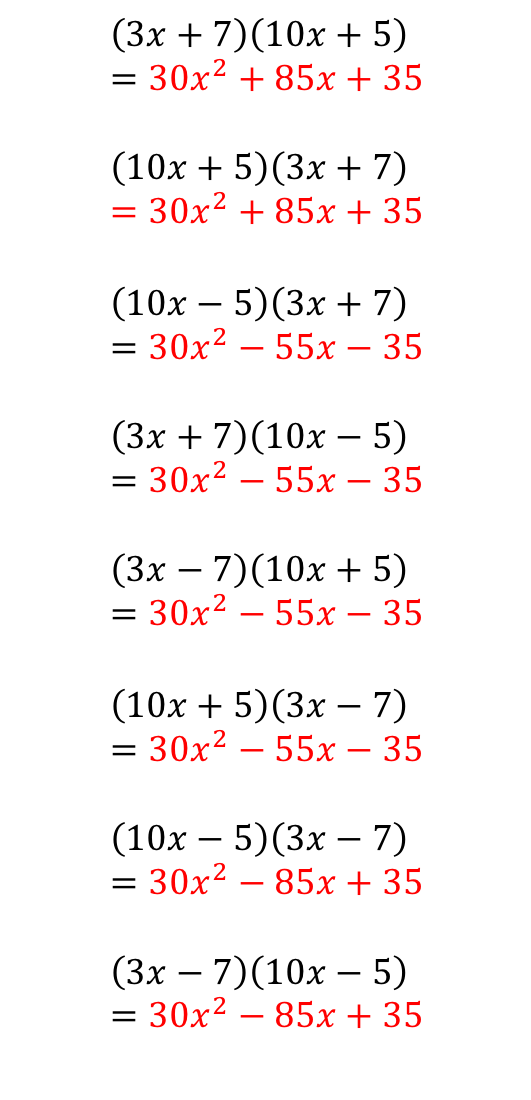 (3x + 7)(10x + 5)
= 30x² + 85x + 35
(10x + 5)(3x + 7)
= 30x² + 85x + 35
(10x − 5)(3x + 7)
= 30x² − 55x − 35
(3x + 7)(10x − 5)
= 30x² − 55x − 35
(3x − 7)(10x + 5)
= 30x² − 55x − 35
(10x + 5)(3x − 7)
= 30x² − 55x − 35
(10x − 5)(3x − 7)
= 30x² − 85x + 35
(3x − 7)(10x − 5)
= 30x² − 85x + 35